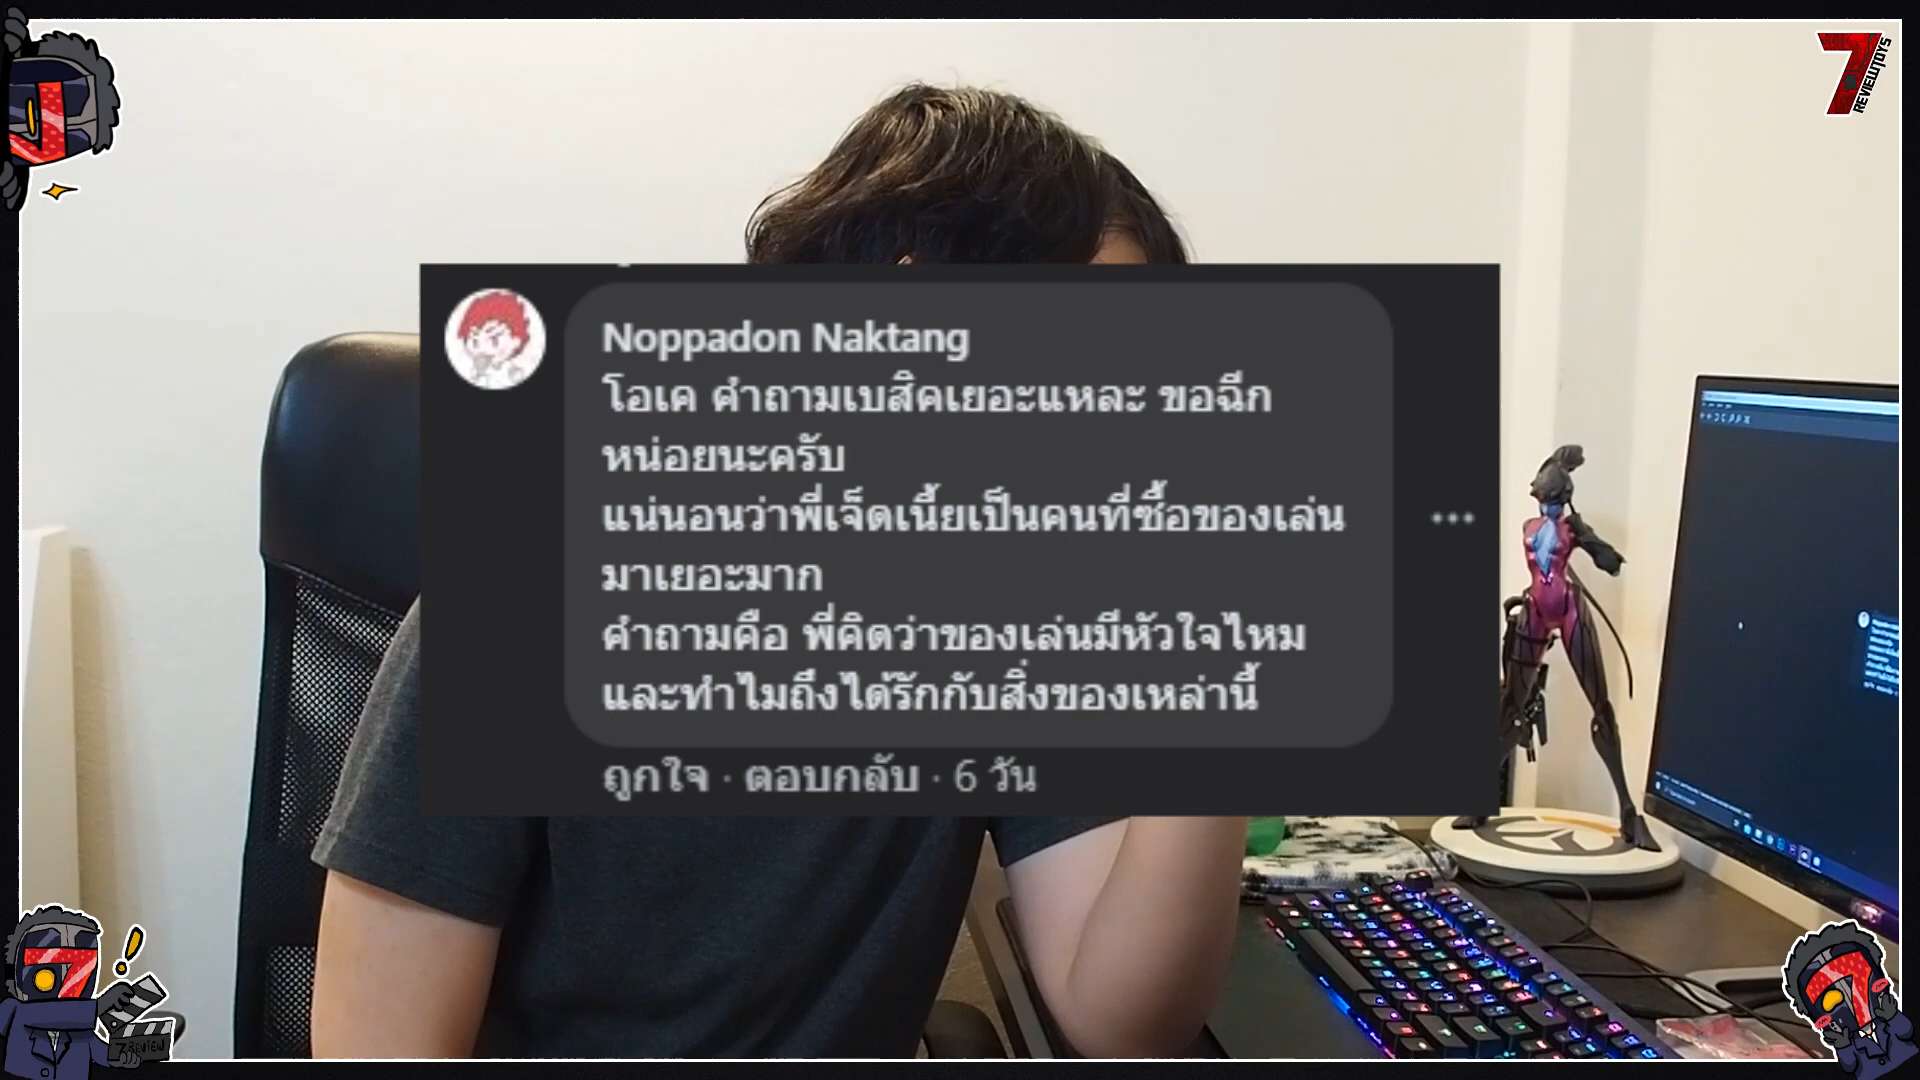 7
REVIEWTOYS
Noppadon Naktang
โอเค คำถามเบสิคเยอะแหละ ขอฉีก
หน่อยนะครับ
แน่นอนว่าพี่เจ็ดเนี้ยเป็นคนที่ซื้อของเล่น
มาเยอะมาก
คำถามคือ พี่คิดว่าของเล่นมีหัวใจไหม
และทำไมถึงได้รักกับสิ่งของเหล่านี้
ถูกใจ · ตอบกลับ · 6 วัน
7 REVIEW